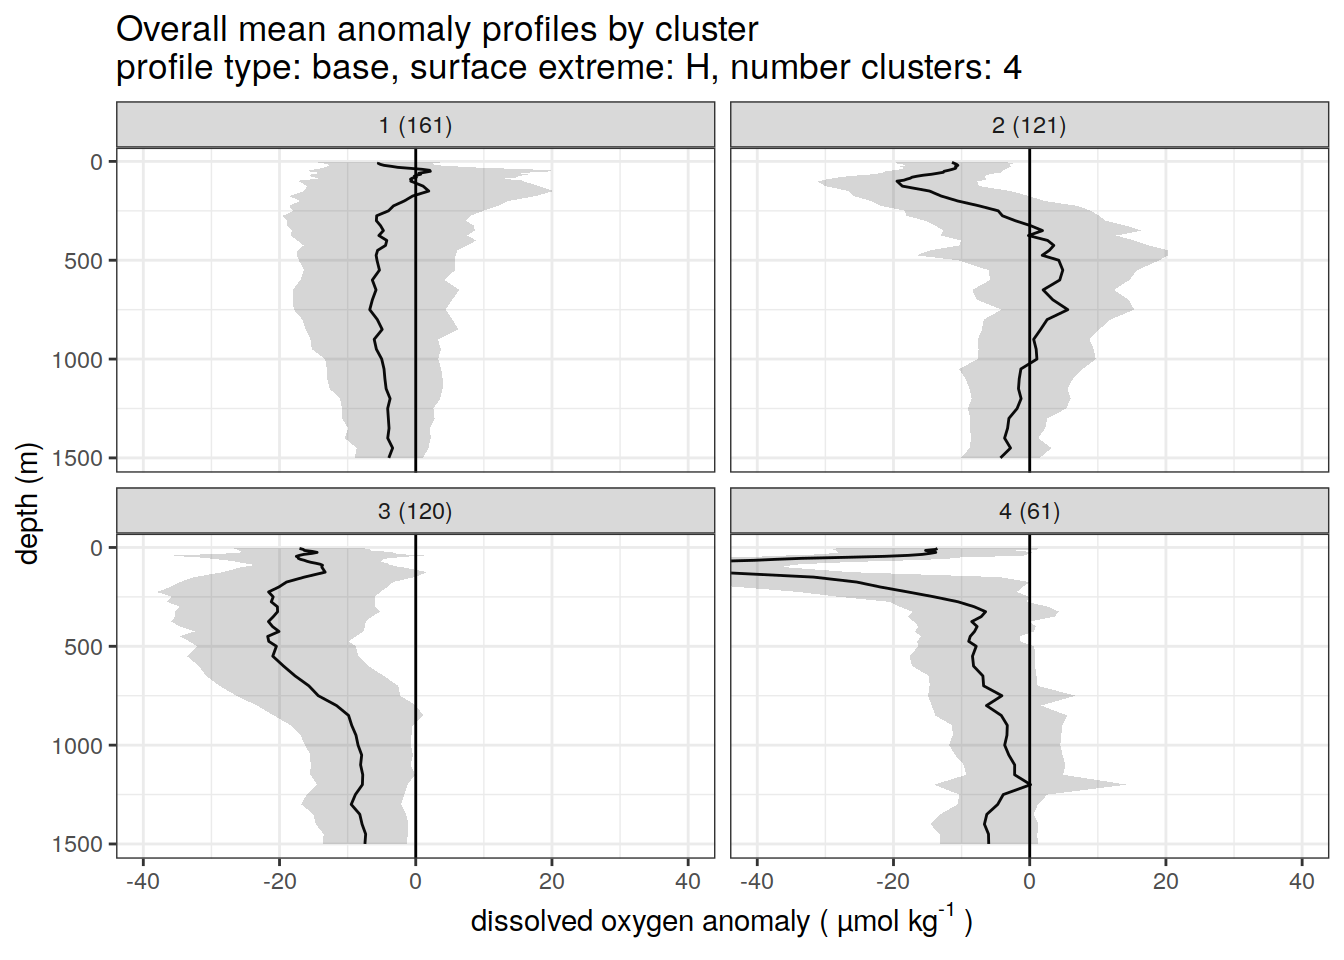 Overall mean anomaly profiles by cluster
profile type: base, surface extreme: H, number clusters: 4
1 (161)
2 (121)
0
500
1000
1500
3 (120)
4 (61)
0
500
1000
1500
depth (m)
-40 -20 0 20 40
-40 -20 0 20 40
dissolved oxygen anomaly ( µmol kg⁻¹ )